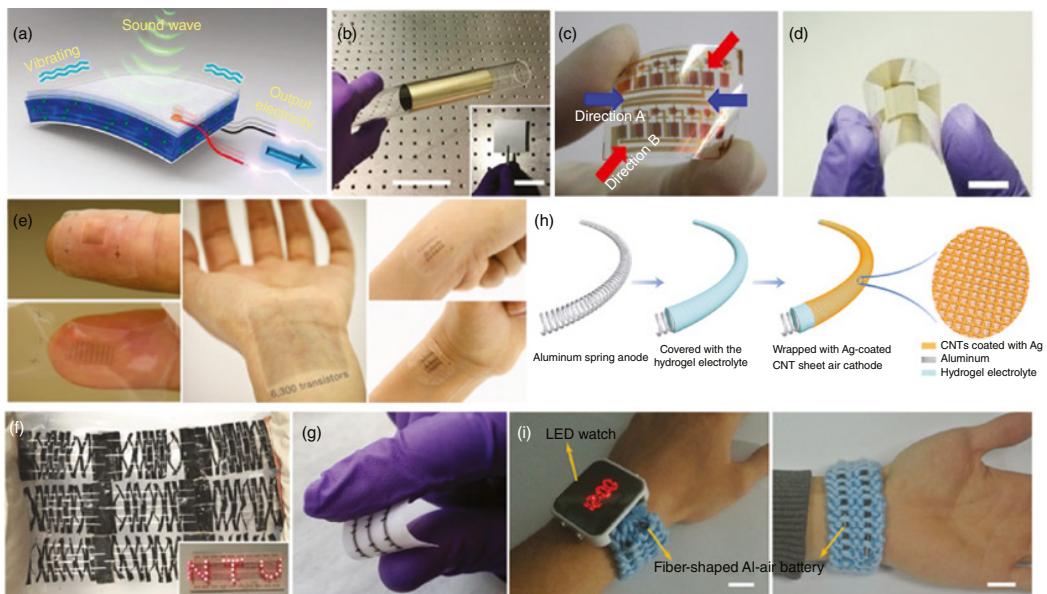 (a)
Sound wave
Vibrating
Output
electricity
(b)
(c)
Direction A
Direction B
(d)
(e)
6,300 transistors
(h)
Aluminum spring anode
Covered with the
hydrogel electrolyte
Wrapped with Ag-coated
CNT sheet air cathode
CNTs coated with Ag
Aluminum
Hydrogel electrolyte
(f)
NTU
(g)
(i)
LED watch
12:00
Fiber-shaped Al-air battery